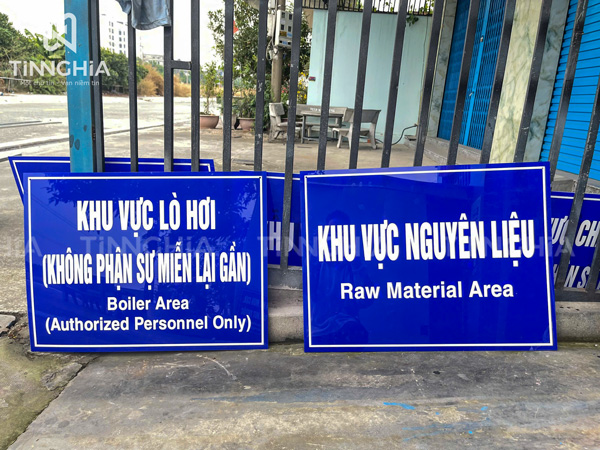 TiNNGHiA
KHU VỰC LÒ HƠI
(KHÔNG PHẬN SỰ MIỄN LẠI GẦN)
Boiler Area
(Authorized Personnel Only)
KHU VỰC NGUYÊN LIỆU
Raw Material Area